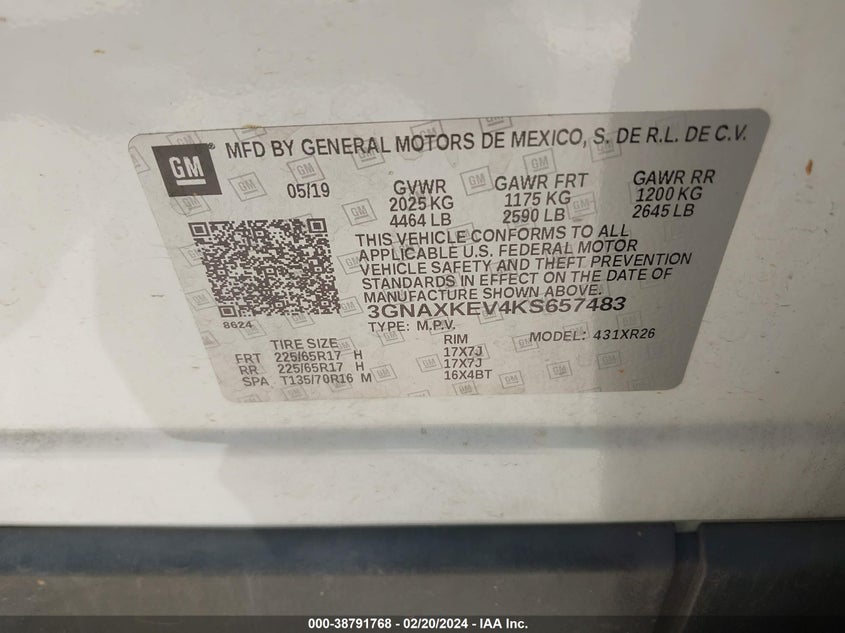 GM ® MFD BY GENERAL MOTORS DE MEXICO, S. DE R.L. DE C.V.
05/19 GVWR GAWR FRT GAWR RR
2025 KG 1175 KG 1200 KG
4464 LB 2590 LB 2645 LB
THIS VEHICLE CONFORMS TO ALL
APPLICABLE U.S. FEDERAL MOTOR
VEHICLE SAFETY AND THEFT PREVENTION
STANDARDS IN EFFECT ON THE DATE OF
MANUFACTURE SHOWN ABOVE.
3GNAXKEV4KS657483
8624 TYPE: M.P.V. MODEL: 431XR26
TIRE SIZE RIM
FRT 225/65R17 H 17X7J
RR 225/65R17 H 17X7J
SPA T135/70R16 M 16X4BT
000-38791768 - 02/20/2024 - IAA Inc.